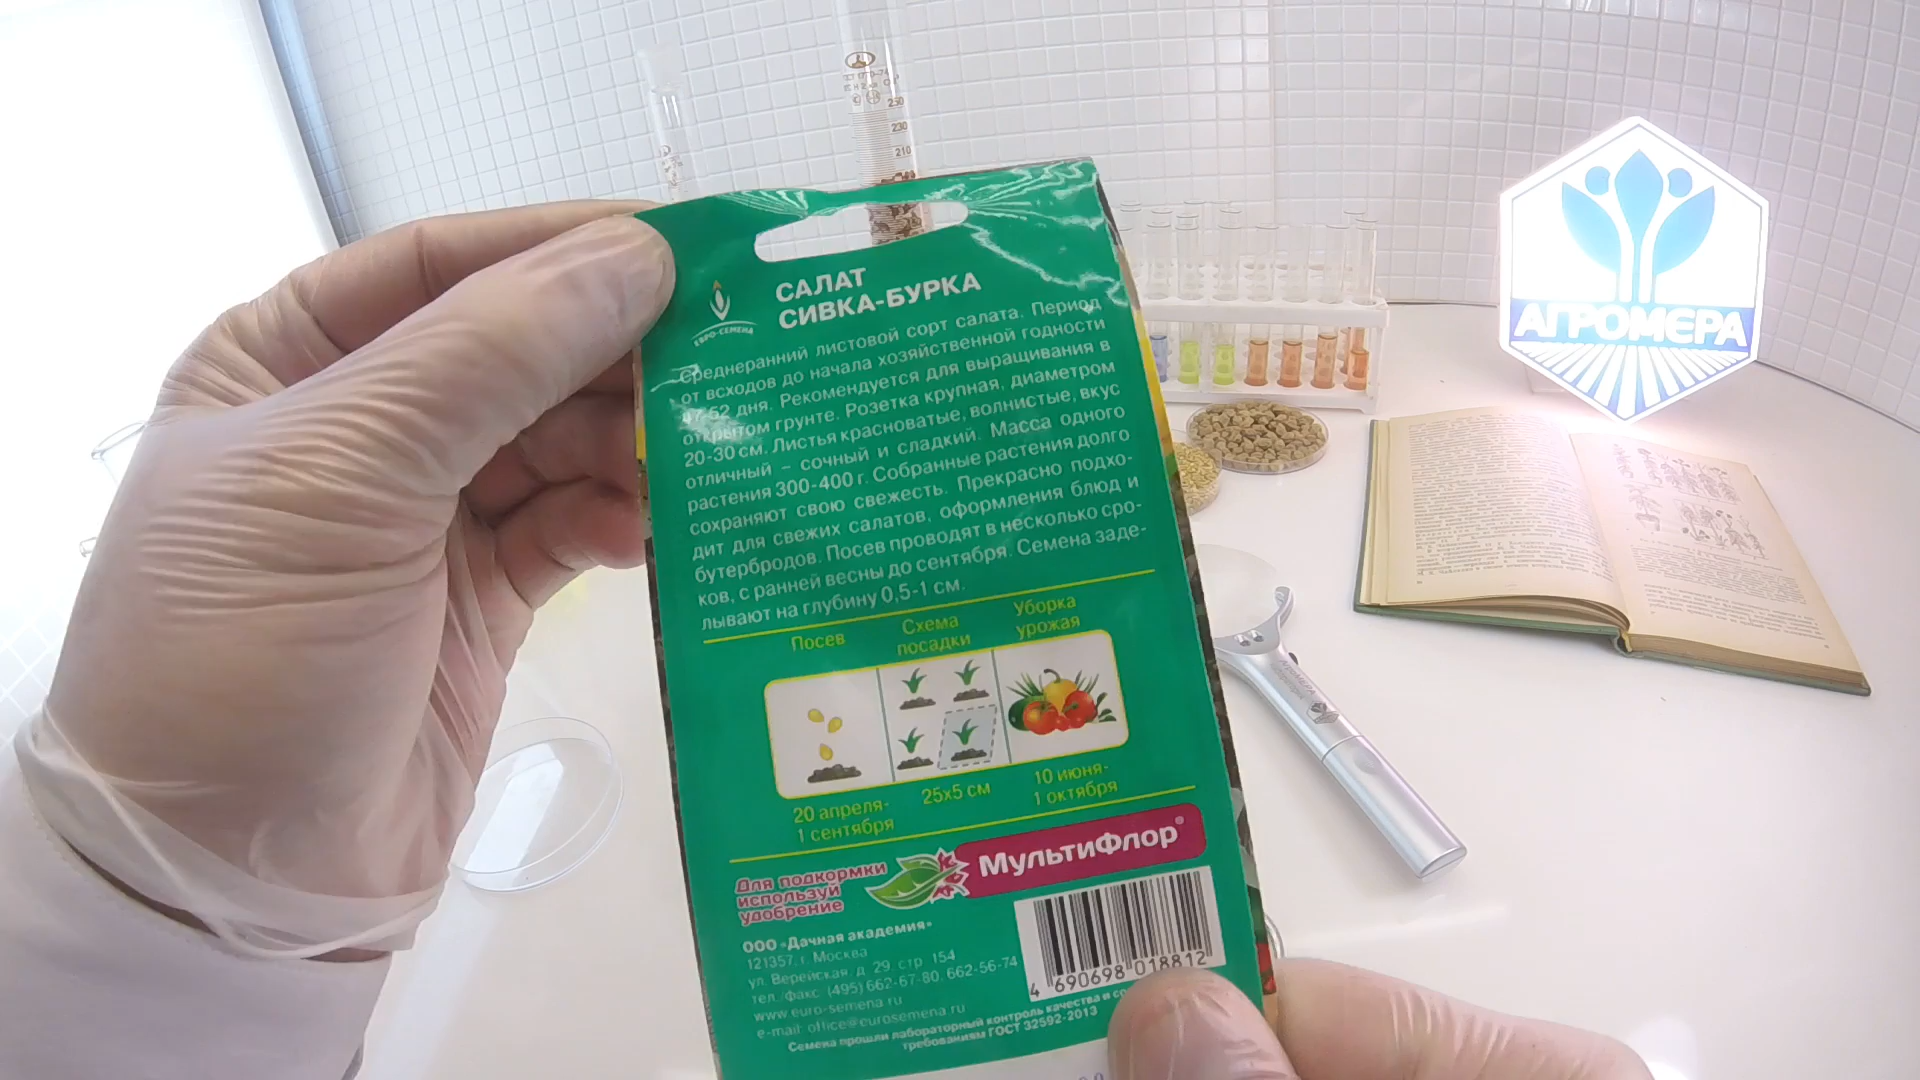 250
230
210
САЛАТ
СИВКА-БУРКА
ЕВРО-СЕМЕНА
Среднеранний листовой сорт салата. Период
от всходов до начала хозяйственной годности
47-52 дня. Рекомендуется для выращивания в
открытом грунте. Розетка крупная, диаметром
20-30 см. Листья красноватые, волнистые, вкус
отличный – сочный и сладкий. Масса одного
растения 300-400 г. Собранные растения долго
сохраняют свою свежесть. Прекрасно подхо-
дит для свежих салатов, оформления блюд и
бутербродов. Посев проводят в несколько сро-
ков, с ранней весны до сентября. Семена заде-
лывают на глубину 0,5-1 см.
Посев
Схема
посадки
Уборка
урожая
20 апреля-
1 сентября
25х5 см
10 июня-
1 октября
Для подкормки
используй
удобрение
МультиФлор®
ООО «Дачная академия»
121357, г. Москва
ул. Верейская, д. 29, стр. 154
тел./факс: (495) 662-67-80, 662-56-74
www.euro-semena.ru
e-mail: office@eurosemena.ru
4 690698 018812
Семена прошли лабораторный контроль качества и
требованиям ГОСТ 32592-2013
АГРОМЕРА
АГРОМЕРА